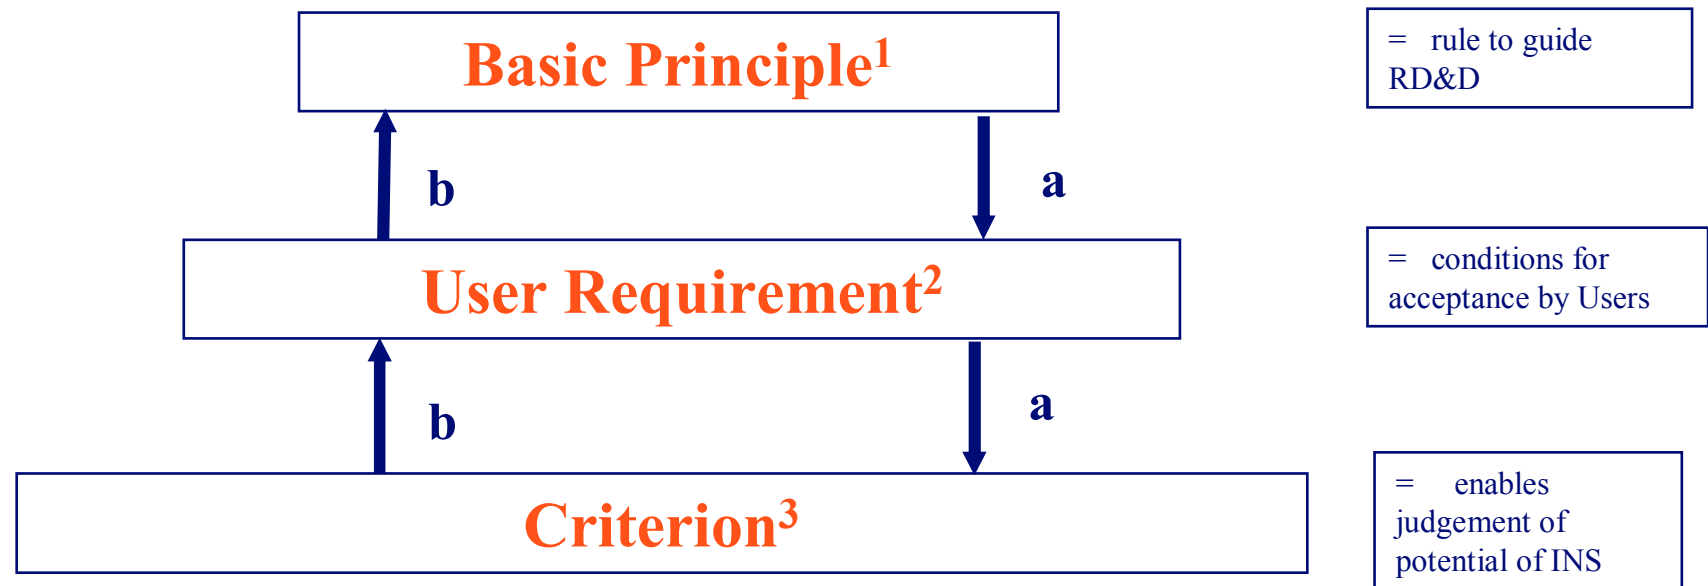 Basic Principle¹
= rule to guide
RD&D
b
a
User Requirement²
= conditions for
acceptance by Users
b
a
Criterion³
= enables
judgement of
potential of INS